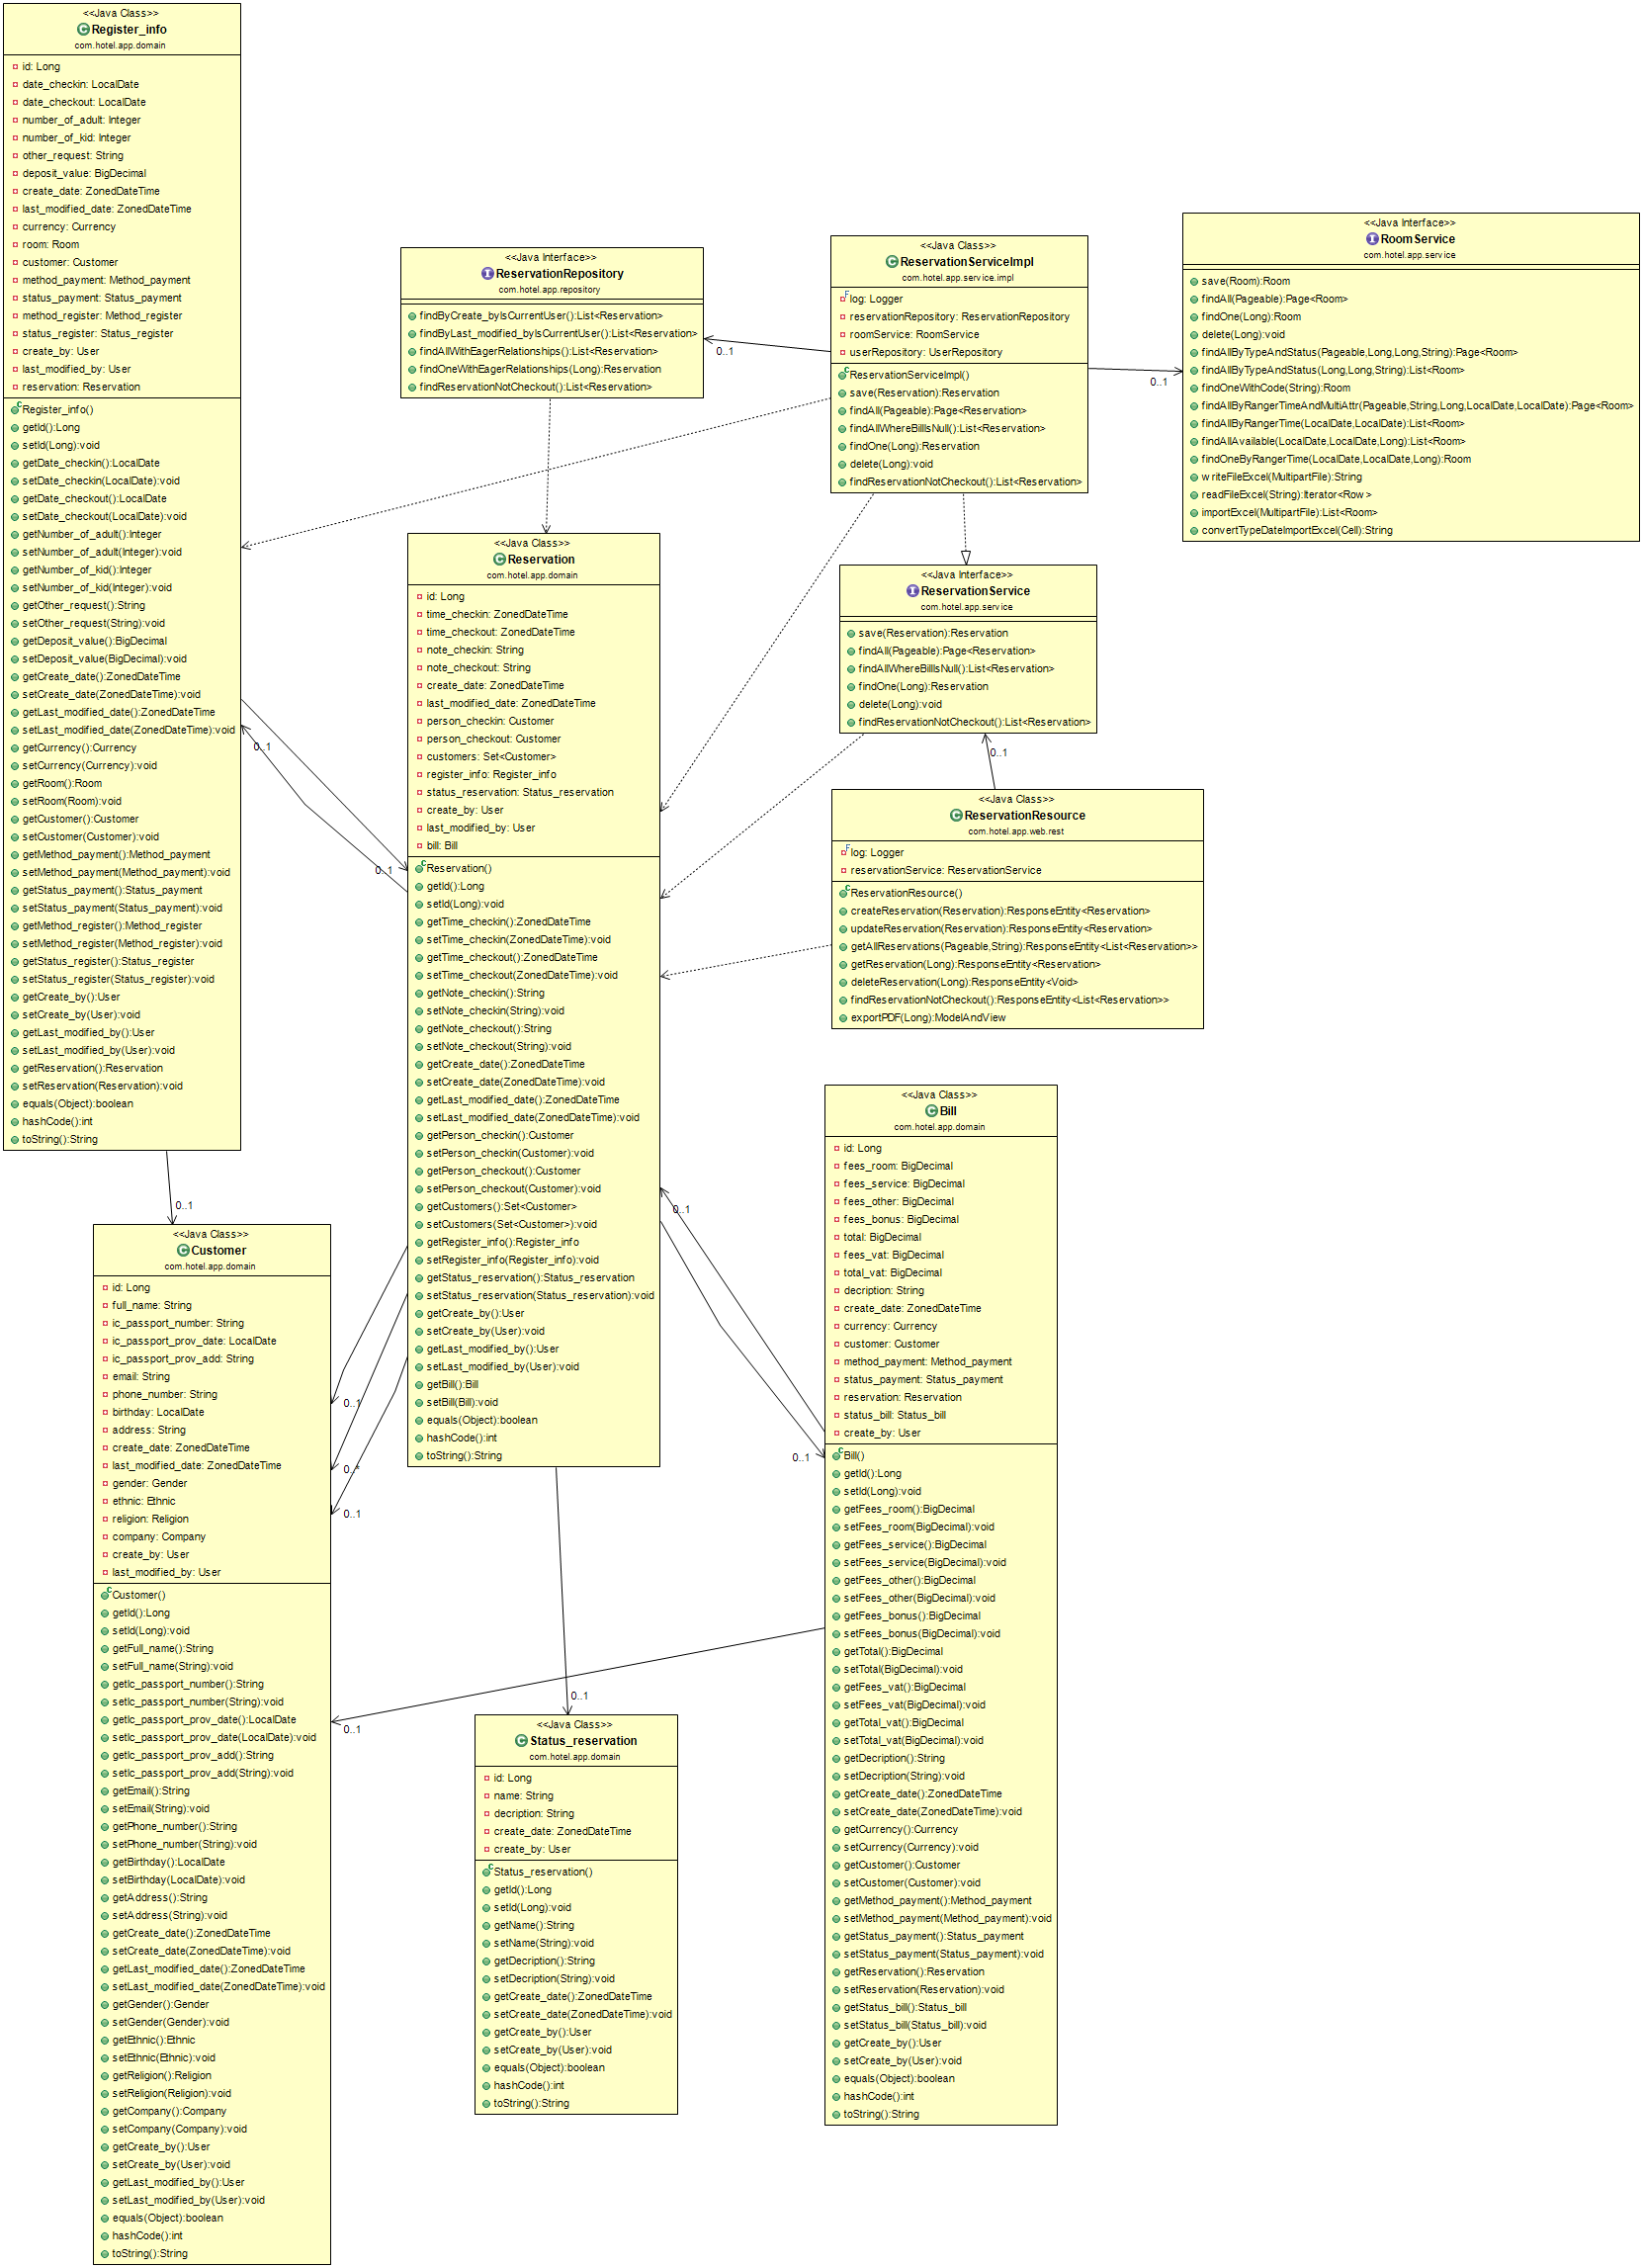 <<Java Class>>
Register_info
com.hotel.app.domain
id: Long
date_checkin: LocalDate
date_checkout: LocalDate
number_of_adult: Integer
number_of_kid: Integer
other_request: String
deposit_value: BigDecimal
create_date: ZonedDateTime
last_modified_date: ZonedDateTime
currency: Currency
room: Room
customer: Customer
method_payment: Method_payment
status_payment: Status_payment
method_register: Method_register
status_register: Status_register
create_by: User
last_modified_by: User
reservation: Reservation
Register_info()
getId():Long
setId(Long):void
getDate_checkin():LocalDate
setDate_checkin(LocalDate):void
getDate_checkout():LocalDate
setDate_checkout(LocalDate):void
getNumber_of_adult():Integer
setNumber_of_adult(Integer):void
getNumber_of_kid():Integer
setNumber_of_kid(Integer):void
getOther_request():String
setOther_request(String):void
getDeposit_value():BigDecimal
setDeposit_value(BigDecimal):void
getCreate_date():ZonedDateTime
setCreate_date(ZonedDateTime):void
getLast_modified_date():ZonedDateTime
setLast_modified_date(ZonedDateTime):void
getCurrency():Currency
setCurrency(Currency):void
getRoom():Room
setRoom(Room):void
getCustomer():Customer
setCustomer(Customer):void
getMethod_payment():Method_payment
setMethod_payment(Method_payment):void
getStatus_payment():Status_payment
setStatus_payment(Status_payment):void
getMethod_register():Method_register
setMethod_register(Method_register):void
getStatus_register():Status_register
setStatus_register(Status_register):void
getCreate_by():User
setCreate_by(User):void
getLast_modified_by():User
setLast_modified_by(User):void
getReservation():Reservation
setReservation(Reservation):void
equals(Object):boolean
hashCode():int
toString():String
<<Java Interface>>
ReservationRepository
com.hotel.app.repository
findByCreate_byIsCurrentUser():List<Reservation>
findByLast_modified_byIsCurrentUser():List<Reservation>
findAllWithEagerRelationships():List<Reservation>
findOneWithEagerRelationships(Long):Reservation
findReservationNotCheckout():List<Reservation>
0..1
<<Java Class>>
ReservationServiceImpl
com.hotel.app.service.impl
log: Logger
reservationRepository: ReservationRepository
roomService: RoomService
userRepository: UserRepository
ReservationServiceImpl()
save(Reservation):Reservation
findAll(Pageable):Page<Reservation>
findAllWhereBillIsNull():List<Reservation>
findOne(Long):Reservation
delete(Long):void
findReservationNotCheckout():List<Reservation>
0..1
<<Java Interface>>
RoomService
com.hotel.app.service
save(Room):Room
findAll(Pageable):Page<Room>
findOne(Long):Room
delete(Long):void
findAllByTypeAndStatus(Pageable,Long,Long,String):Page<Room>
findAllByTypeAndStatus(Long,Long,String):List<Room>
findOneWithCode(String):Room
findAllByRangerTimeAndMultiAttr(Pageable,String,Long,LocalDate,LocalDate):Page<Room>
findAllByRangerTime(LocalDate,LocalDate):List<Room>
findAllAvailable(LocalDate,LocalDate,Long):List<Room>
findOneByRangerTime(LocalDate,LocalDate,Long):Room
writeFileExcel(MultipartFile):String
readFileExcel(String):Iterator<Row>
importExcel(MultipartFile):List<Room>
convertTypeDateImportExcel(Cell):String
<<Java Class>>
Reservation
com.hotel.app.domain
id: Long
time_checkin: ZonedDateTime
time_checkout: ZonedDateTime
note_checkin: String
note_checkout: String
create_date: ZonedDateTime
last_modified_date: ZonedDateTime
person_checkin: Customer
person_checkout: Customer
customers: Set<Customer>
register_info: Register_info
status_reservation: Status_reservation
create_by: User
last_modified_by: User
bill: Bill
Reservation()
getId():Long
setId(Long):void
getTime_checkin():ZonedDateTime
setTime_checkin(ZonedDateTime):void
getTime_checkout():ZonedDateTime
setTime_checkout(ZonedDateTime):void
getNote_checkin():String
setNote_checkin(String):void
getNote_checkout():String
setNote_checkout(String):void
getCreate_date():ZonedDateTime
setCreate_date(ZonedDateTime):void
getLast_modified_date():ZonedDateTime
setLast_modified_date(ZonedDateTime):void
getPerson_checkin():Customer
setPerson_checkin(Customer):void
getPerson_checkout():Customer
setPerson_checkout(Customer):void
getCustomers():Set<Customer>
setCustomers(Set<Customer>):void
getRegister_info():Register_info
setRegister_info(Register_info):void
getStatus_reservation():Status_reservation
setStatus_reservation(Status_reservation):void
getCreate_by():User
setCreate_by(User):void
getLast_modified_by():User
setLast_modified_by(User):void
getBill():Bill
setBill(Bill):void
equals(Object):boolean
hashCode():int
toString():String
0..1
0..1
<<Java Interface>>
ReservationService
com.hotel.app.service
save(Reservation):Reservation
findAll(Pageable):Page<Reservation>
findAllWhereBillIsNull():List<Reservation>
findOne(Long):Reservation
delete(Long):void
findReservationNotCheckout():List<Reservation>
0..1
<<Java Class>>
ReservationResource
com.hotel.app.web.rest
log: Logger
reservationService: ReservationService
ReservationResource()
createReservation(Reservation):ResponseEntity<Reservation>
updateReservation(Reservation):ResponseEntity<Reservation>
getAllReservations(Pageable,String):ResponseEntity<List<Reservation>>
getReservation(Long):ResponseEntity<Reservation>
deleteReservation(Long):ResponseEntity<Void>
findReservationNotCheckout():ResponseEntity<List<Reservation>>
exportPDF(Long):ModelAndView
<<Java Class>>
Bill
com.hotel.app.domain
id: Long
fees_room: BigDecimal
fees_service: BigDecimal
fees_other: BigDecimal
fees_bonus: BigDecimal
total: BigDecimal
fees_vat: BigDecimal
total_vat: BigDecimal
decription: String
create_date: ZonedDateTime
currency: Currency
customer: Customer
method_payment: Method_payment
status_payment: Status_payment
reservation: Reservation
status_bill: Status_bill
create_by: User
Bill()
getId():Long
setId(Long):void
getFees_room():BigDecimal
setFees_room(BigDecimal):void
getFees_service():BigDecimal
setFees_service(BigDecimal):void
getFees_other():BigDecimal
setFees_other(BigDecimal):void
getFees_bonus():BigDecimal
setFees_bonus(BigDecimal):void
getTotal():BigDecimal
setTotal(BigDecimal):void
getFees_vat():BigDecimal
setFees_vat(BigDecimal):void
getTotal_vat():BigDecimal
setTotal_vat(BigDecimal):void
getDecription():String
setDecription(String):void
getCreate_date():ZonedDateTime
setCreate_date(ZonedDateTime):void
getCurrency():Currency
setCurrency(Currency):void
getCustomer():Customer
setCustomer(Customer):void
getMethod_payment():Method_payment
setMethod_payment(Method_payment):void
getStatus_payment():Status_payment
setStatus_payment(Status_payment):void
getReservation():Reservation
setReservation(Reservation):void
getStatus_bill():Status_bill
setStatus_bill(Status_bill):void
getCreate_by():User
setCreate_by(User):void
equals(Object):boolean
hashCode():int
toString():String
0..1
0..1
0..1
<<Java Class>>
Customer
com.hotel.app.domain
id: Long
full_name: String
ic_passport_number: String
ic_passport_prov_date: LocalDate
ic_passport_prov_add: String
email: String
phone_number: String
birthday: LocalDate
address: String
create_date: ZonedDateTime
last_modified_date: ZonedDateTime
gender: Gender
ethnic: Ethnic
religion: Religion
company: Company
create_by: User
last_modified_by: User
Customer()
getId():Long
setId(Long):void
getFull_name():String
setFull_name(String):void
getIc_passport_number():String
setIc_passport_number(String):void
getIc_passport_prov_date():LocalDate
setIc_passport_prov_date(LocalDate):void
getIc_passport_prov_add():String
setIc_passport_prov_add(String):void
getEmail():String
setEmail(String):void
getPhone_number():String
setPhone_number(String):void
getBirthday():LocalDate
setBirthday(LocalDate):void
getAddress():String
setAddress(String):void
getCreate_date():ZonedDateTime
setCreate_date(ZonedDateTime):void
getLast_modified_date():ZonedDateTime
setLast_modified_date(ZonedDateTime):void
getGender():Gender
setGender(Gender):void
getEthnic():Ethnic
setEthnic(Ethnic):void
getReligion():Religion
setReligion(Religion):void
getCompany():Company
setCompany(Company):void
getCreate_by():User
setCreate_by(User):void
getLast_modified_by():User
setLast_modified_by(User):void
equals(Object):boolean
hashCode():int
toString():String
0..1
0..*
0..1
0..1
0..1
<<Java Class>>
Status_reservation
com.hotel.app.domain
id: Long
name: String
decription: String
create_date: ZonedDateTime
create_by: User
Status_reservation()
getId():Long
setId(Long):void
getName():String
setName(String):void
getDecription():String
setDecription(String):void
getCreate_date():ZonedDateTime
setCreate_date(ZonedDateTime):void
getCreate_by():User
setCreate_by(User):void
equals(Object):boolean
hashCode():int
toString():String